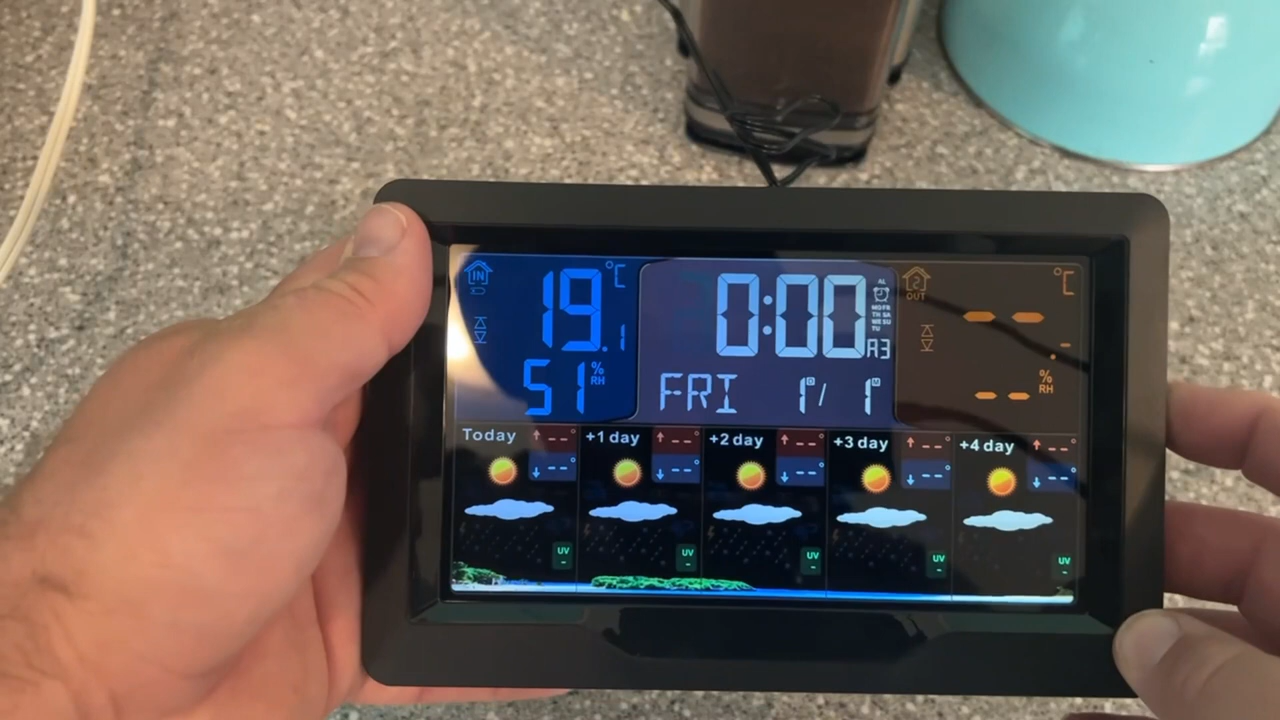 IN
19.1 °C
51 % RH
0:00
AL
MO FR
TH SA
WE SU
TU
A3
FRI 1 D / 1 M
OUT
°C
-- . -
-- % RH
Today ↑ -- °
↓ -- °
UV
-
+1 day ↑ -- °
↓ -- °
UV
-
+2 day ↑ -- °
↓ -- °
UV
-
+3 day ↑ -- °
↓ -- °
UV
-
+4 day ↑ -- °
↓ -- °
UV
-